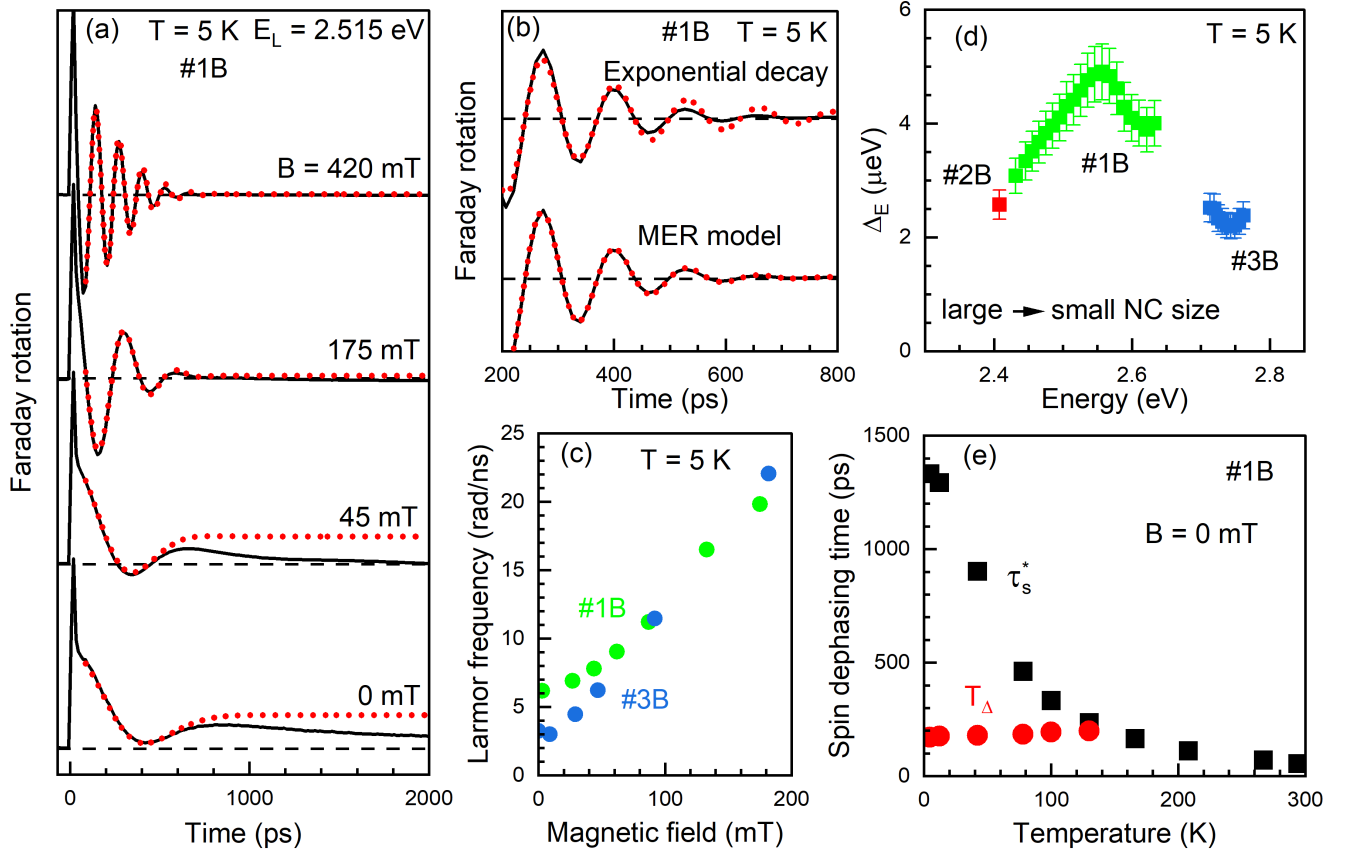 (a) T = 5 K E_L = 2.515 eV
#1B
B = 420 mT
175 mT
45 mT
0 mT
Faraday rotation
0 1000 2000
Time (ps)
(b) #1B T = 5 K
Exponential decay
MER model
Faraday rotation
200 400 600 800
Time (ps)
(c) T = 5 K
#1B
#3B
Larmor frequency (rad/ns)
25
20
15
10
5
0
0 100 200
Magnetic field (mT)
(d) T = 5 K
#2B
#1B
#3B
large → small NC size
Δ_E (μeV)
6
4
2
0
2.4 2.6 2.8
Energy (eV)
(e) #1B
B = 0 mT
τ_s^*
T_Δ
Spin dephasing time (ps)
1500
1000
500
0
0 100 200 300
Temperature (K)